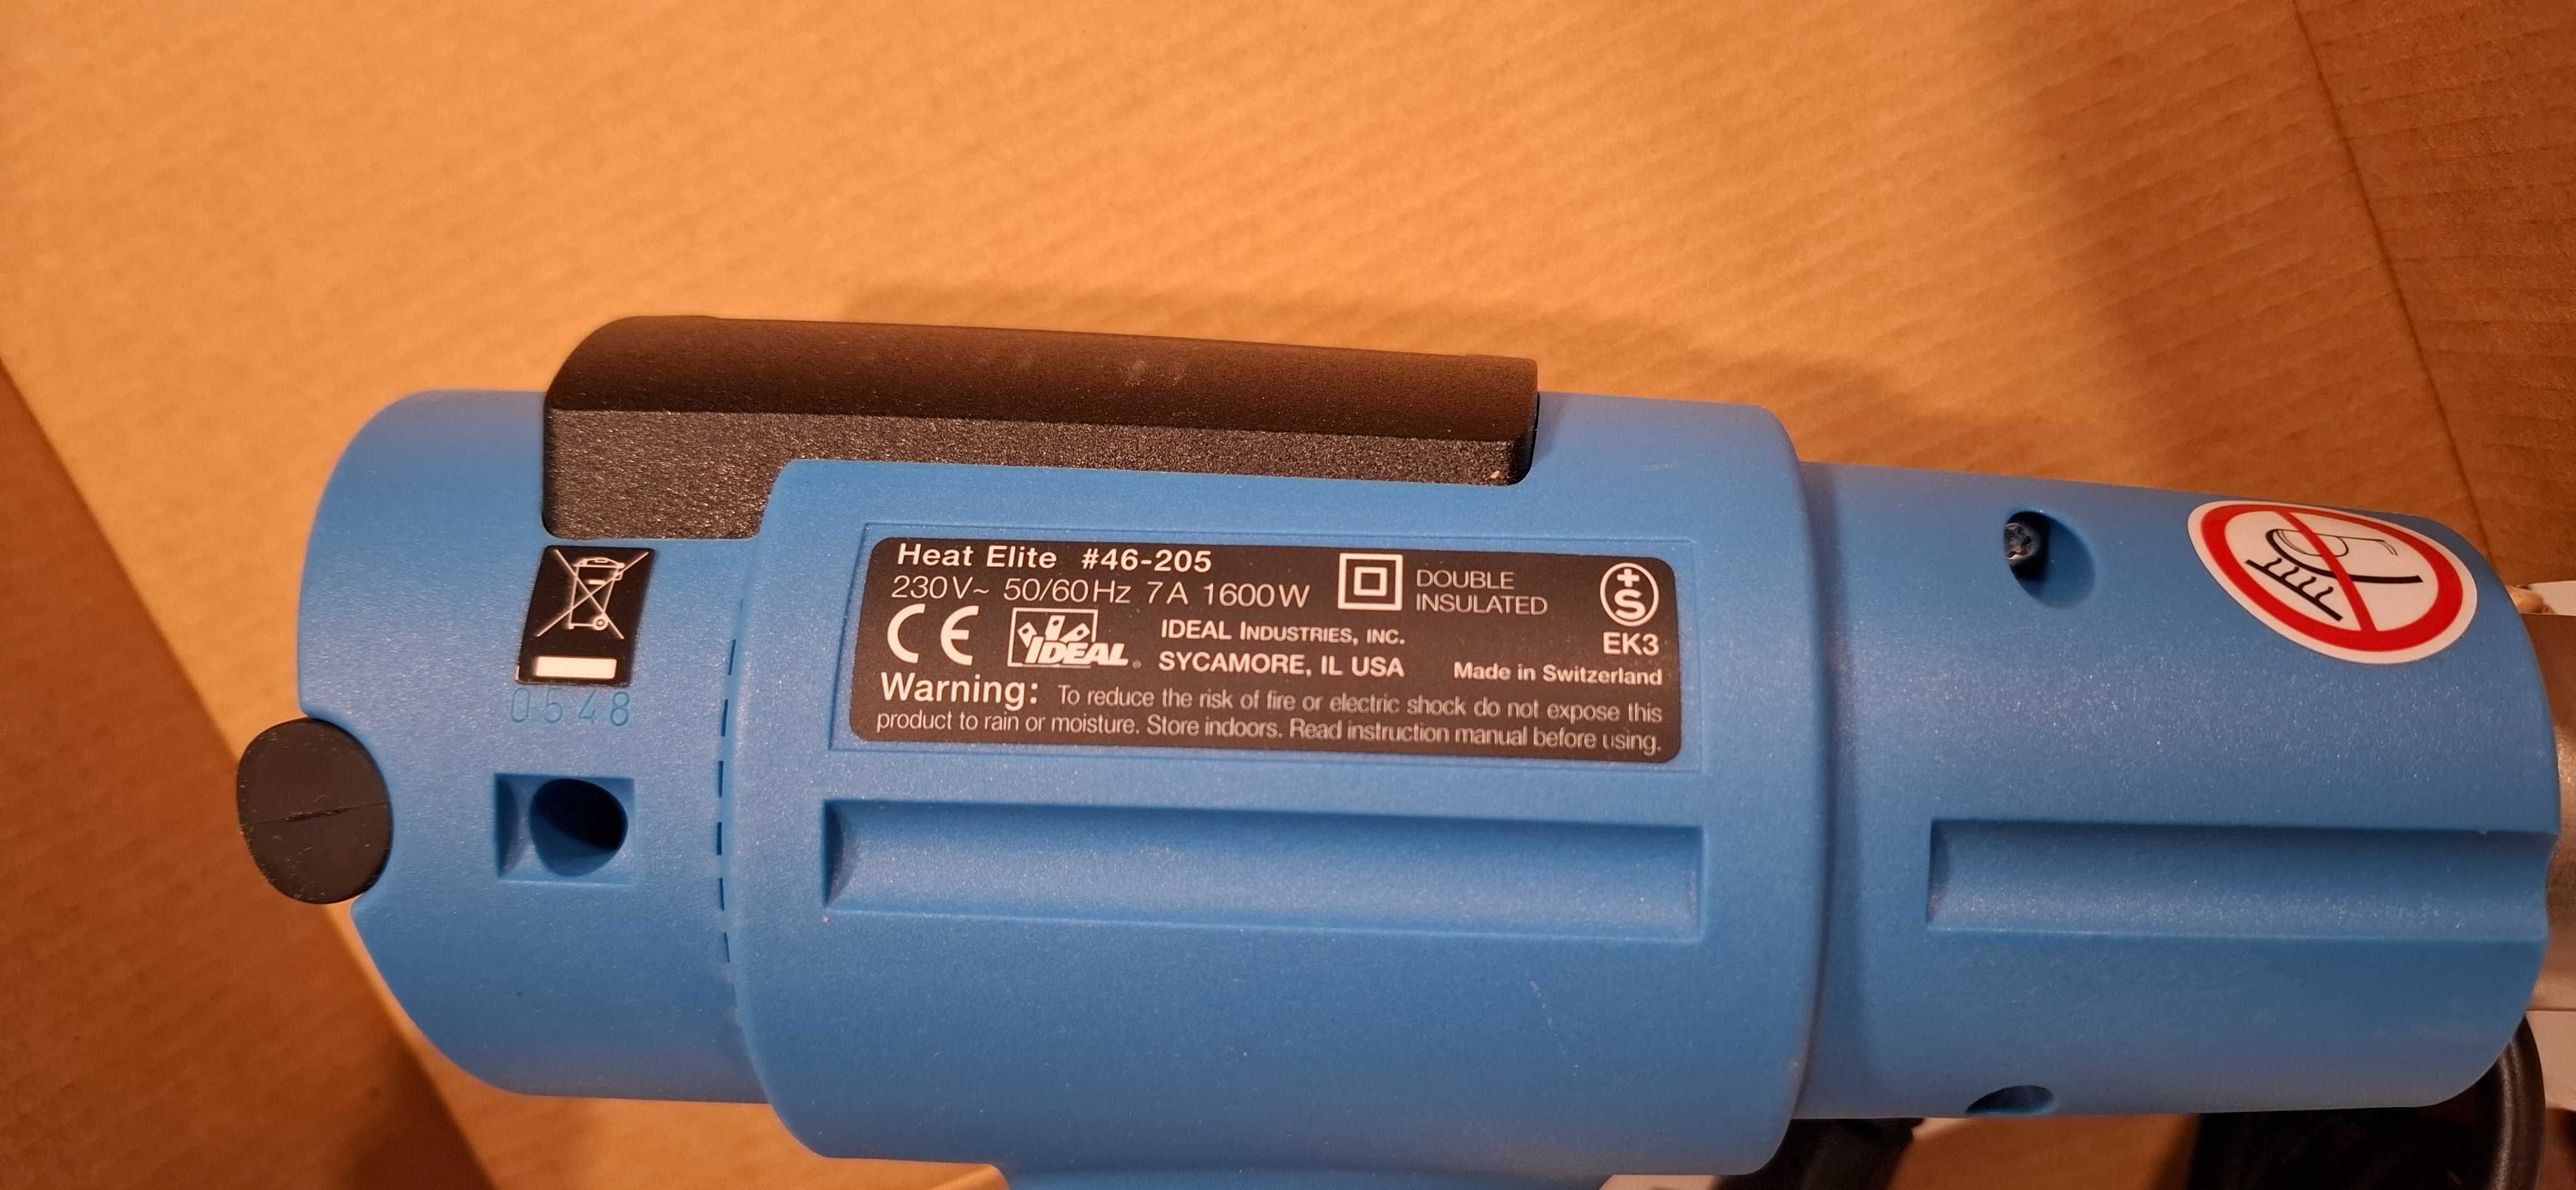 Heat Elite #46-205
230V~ 50/60Hz 7A 1600W
DOUBLE
INSULATED
+S
EK3
CE
IDEAL®
IDEAL INDUSTRIES, INC.
SYCAMORE, IL USA
Made in Switzerland
Warning: To reduce the risk of fire or electric shock do not expose this
product to rain or moisture. Store indoors. Read instruction manual before using.
0548